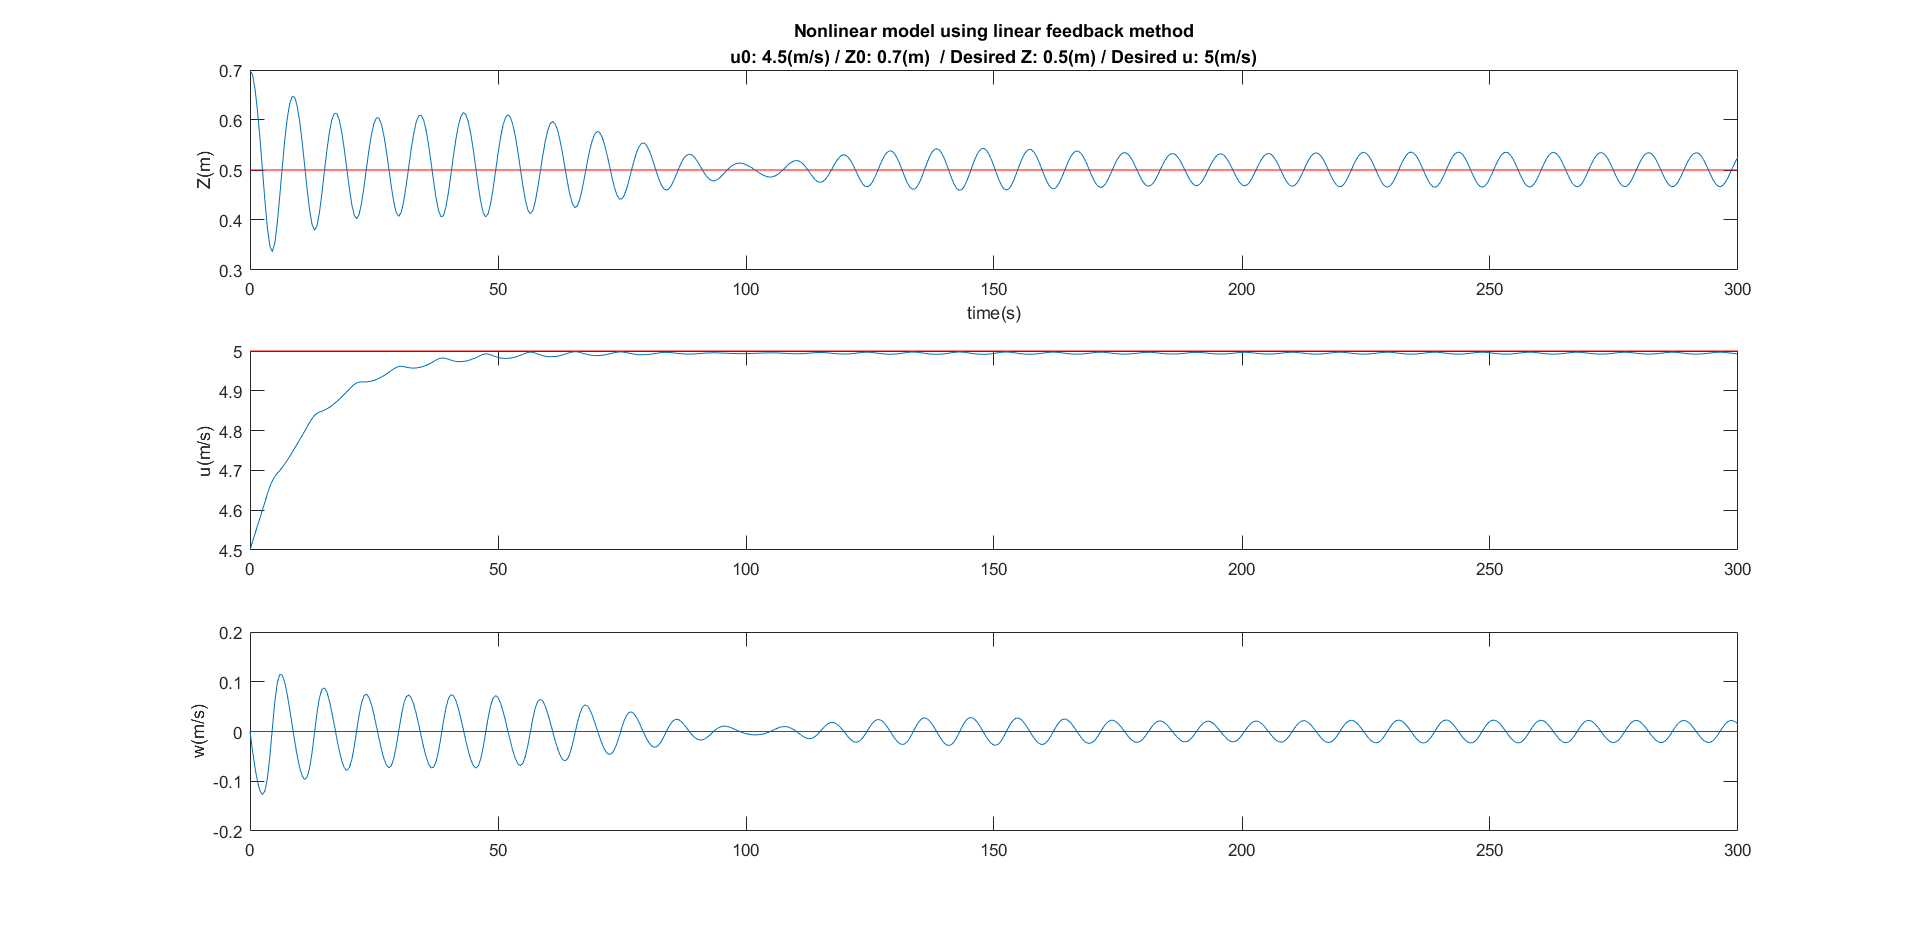 Nonlinear model using linear feedback method
u0: 4.5(m/s) / Z0: 0.7(m)  / Desired Z: 0.5(m) / Desired u: 5(m/s)
0.7
0.6
0.5
0.4
0.3
Z(m)
0 50 100 150 200 250 300
time(s)
5
4.9
4.8
4.7
4.6
4.5
u(m/s)
0 50 100 150 200 250 300
0.2
0.1
0
-0.1
-0.2
w(m/s)
0 50 100 150 200 250 300